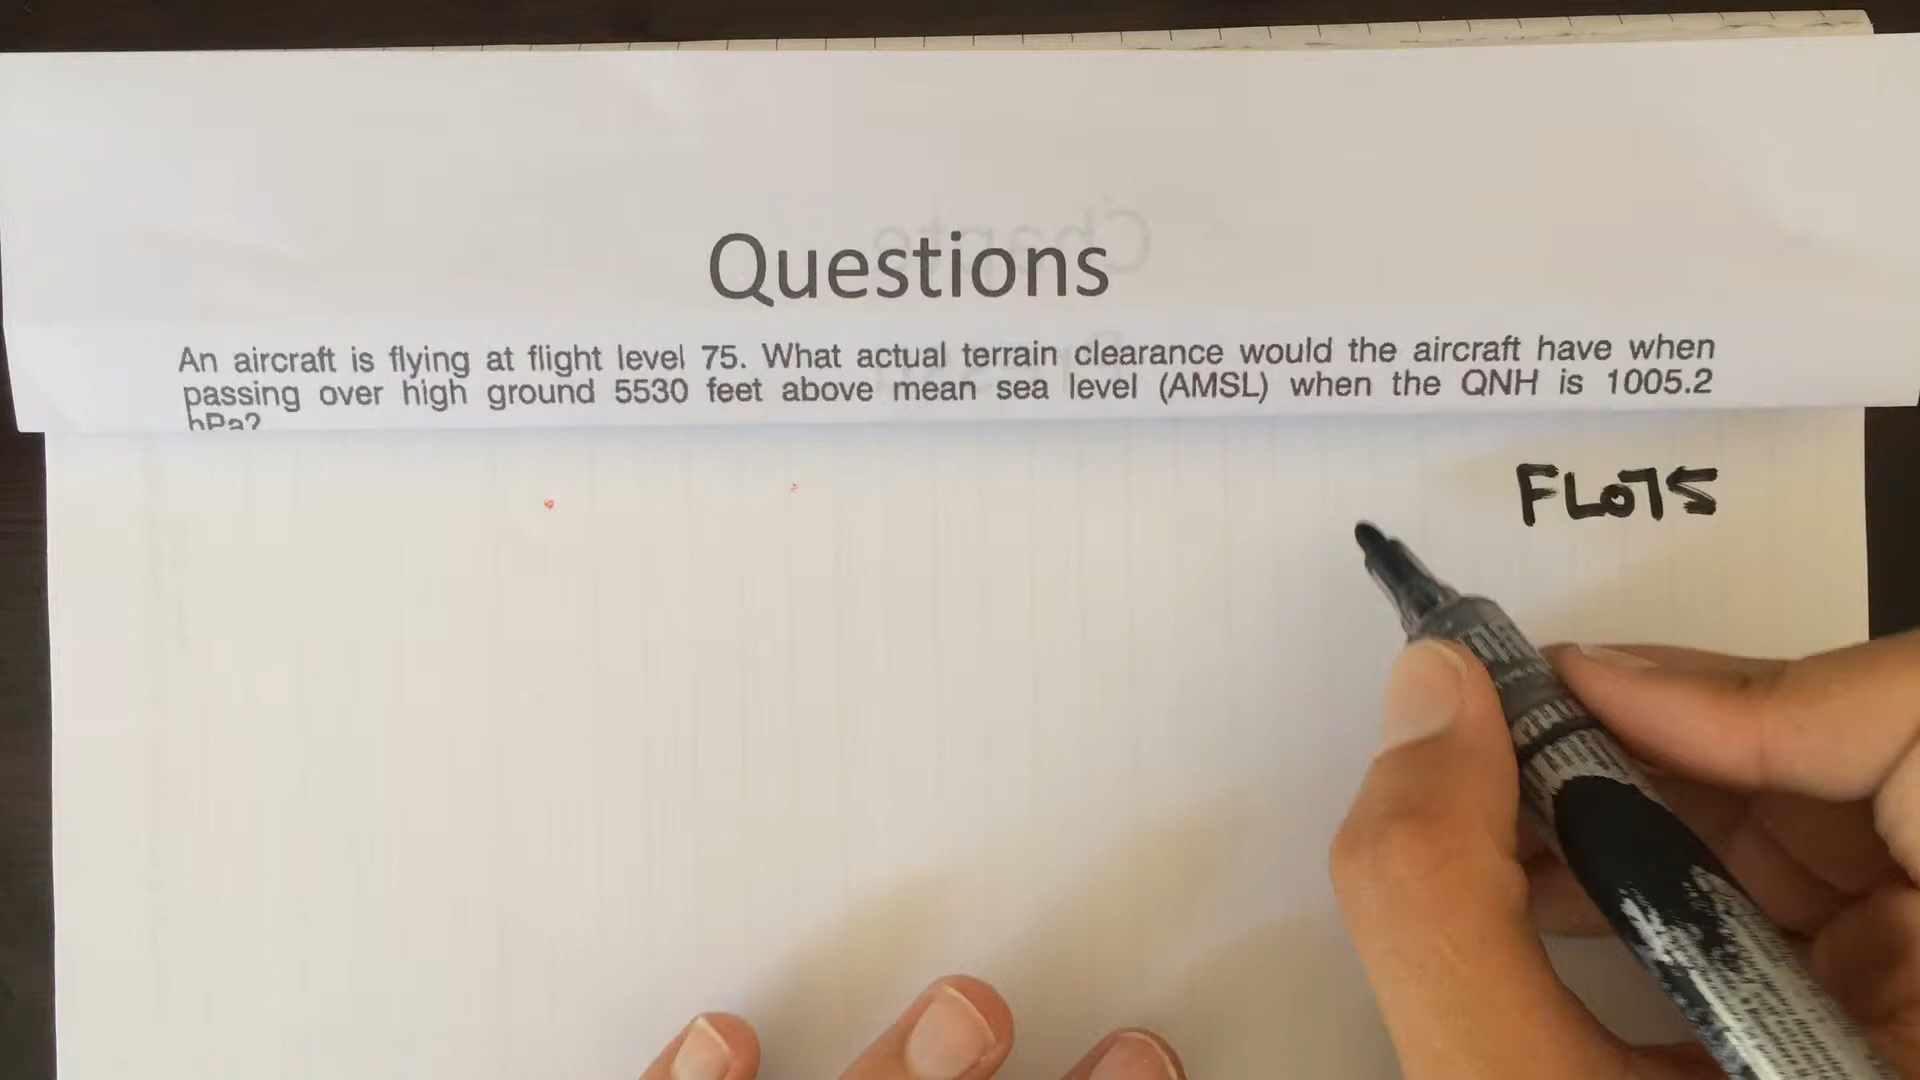 Questions
An aircraft is flying at flight level 75. What actual terrain clearance would the aircraft have when
passing over high ground 5530 feet above mean sea level (AMSL) when the QNH is 1005.2
hPa?
FL075